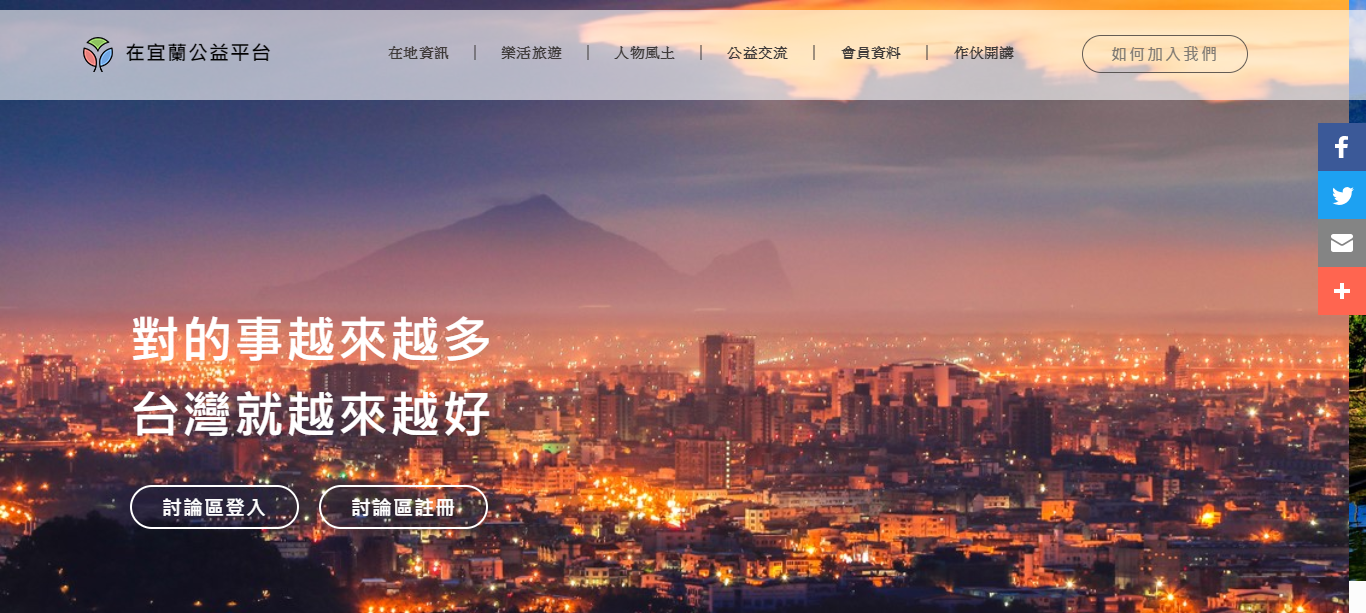 在宜蘭公益平台
在地資訊 | 樂活旅遊 | 人物風土 | 公益交流 | 會員資料 | 作伙開講
如何加入我們
對的事越來越多
台灣就越來越好
討論區登入
討論區註冊